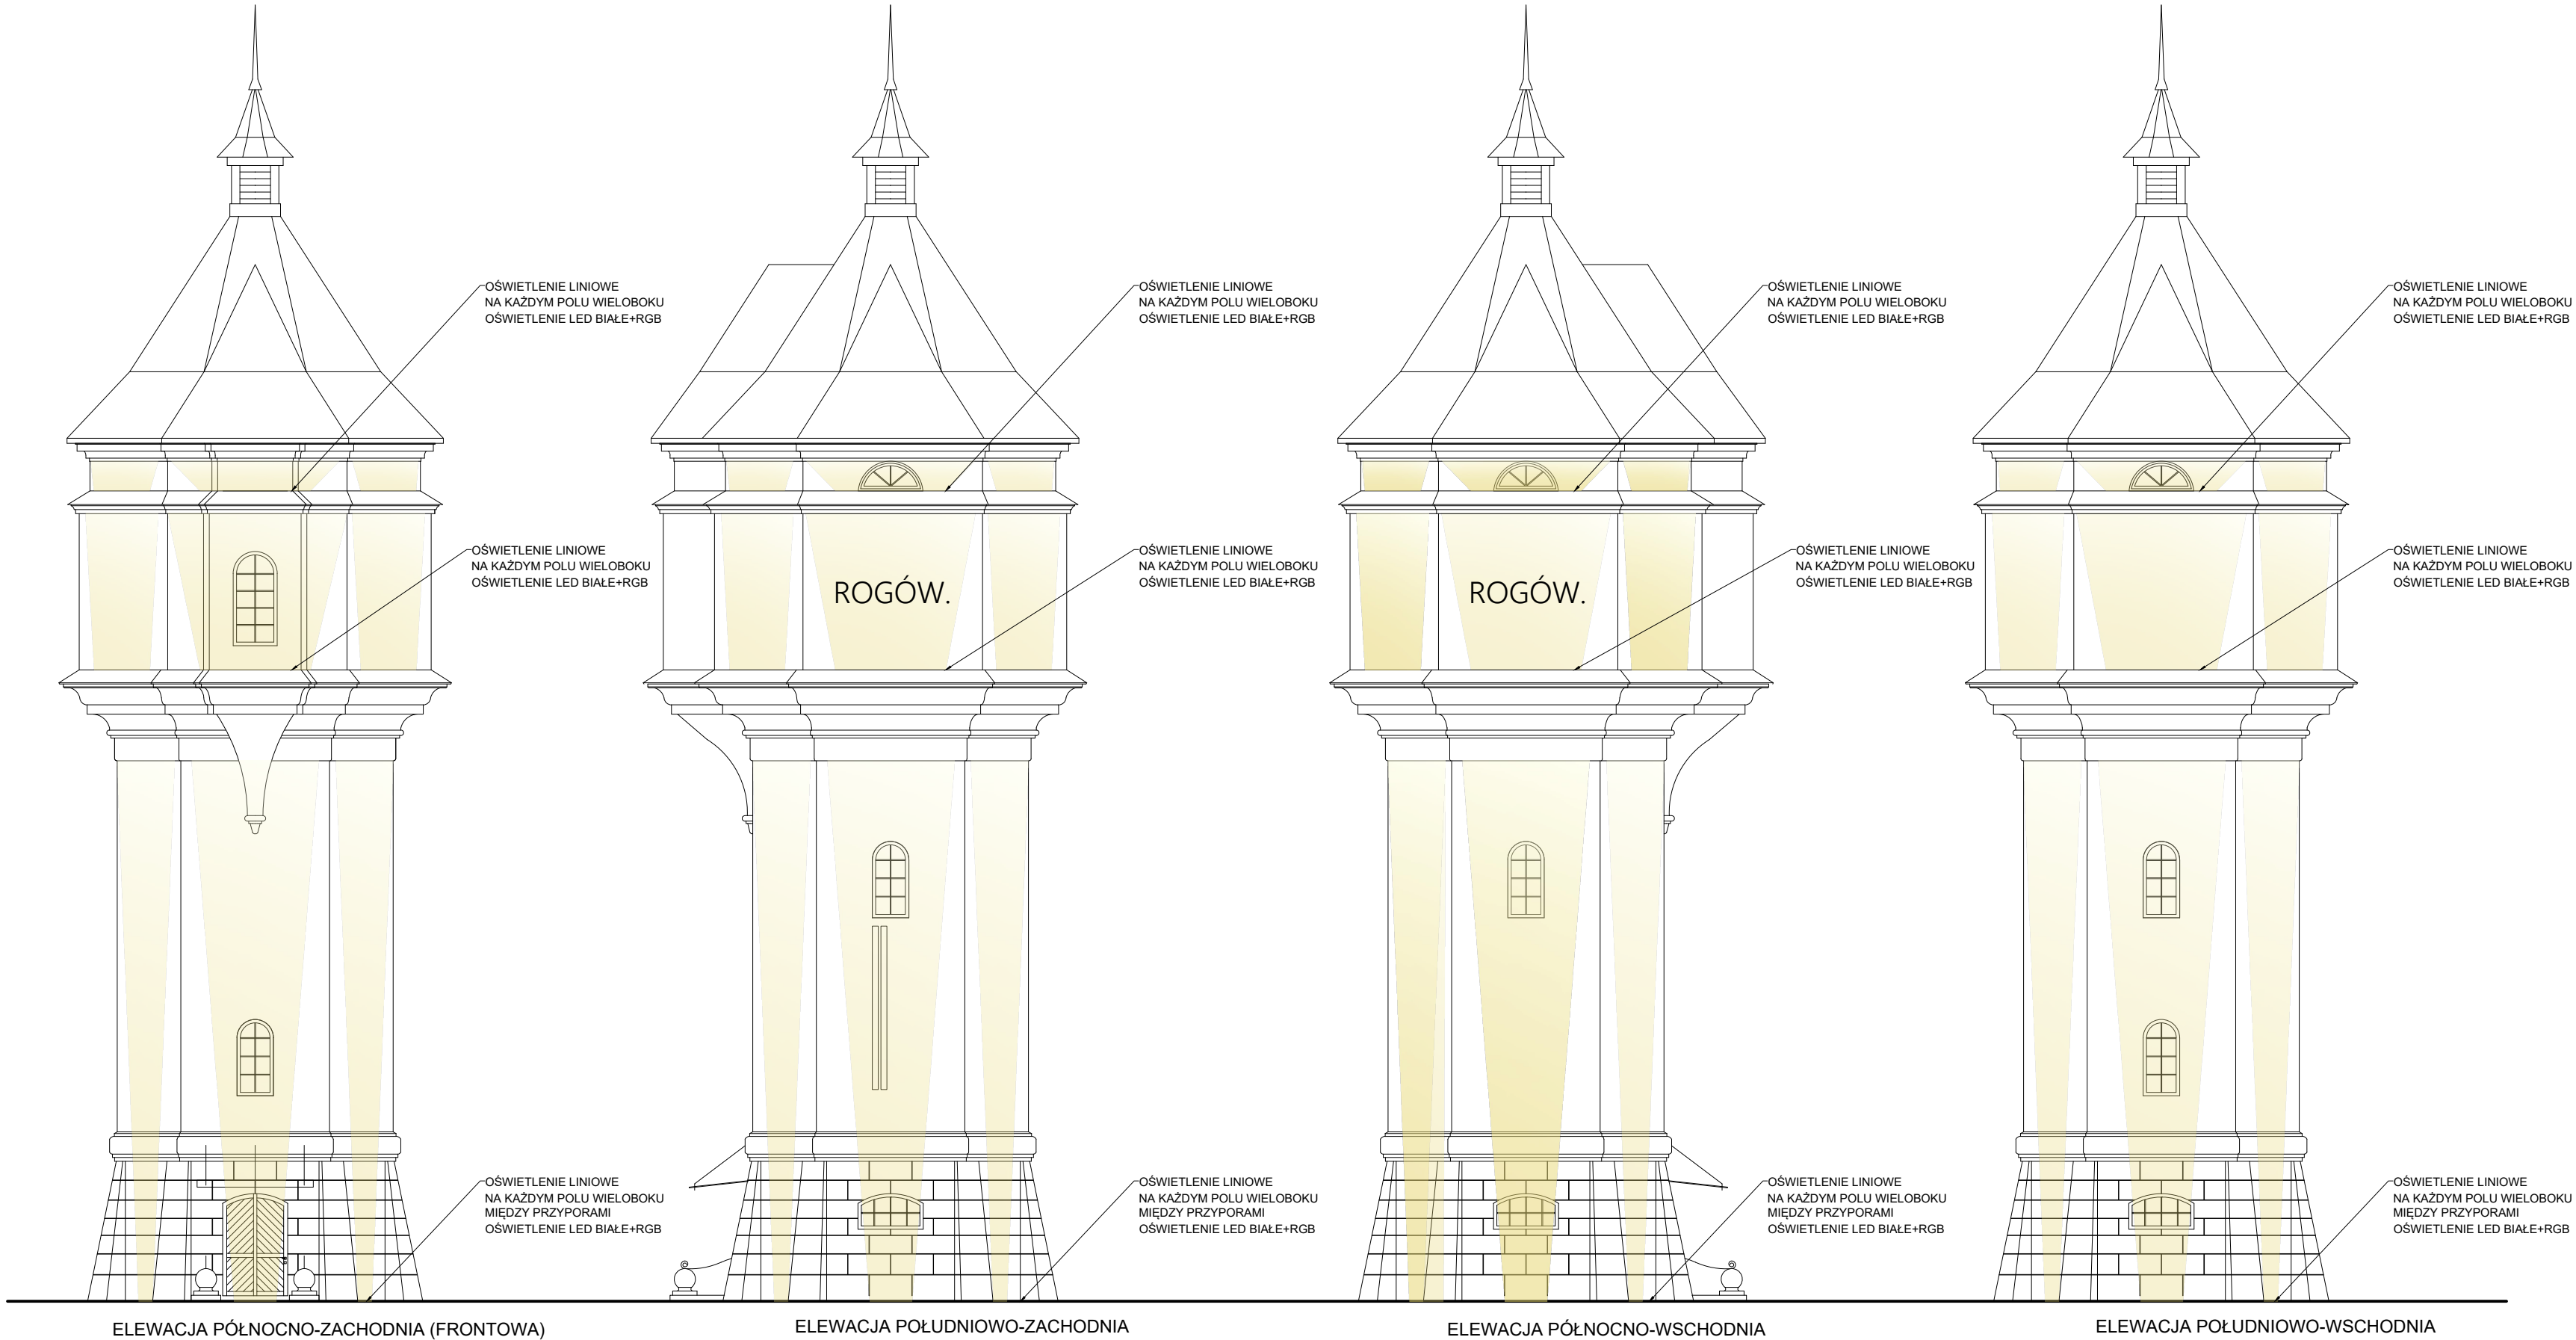 OŚWIETLENIE LINIOWE
NA KAŻDYM POLU WIELOBOKU
OŚWIETLENIE LED BIAŁE+RGB
OŚWIETLENIE LINIOWE
NA KAŻDYM POLU WIELOBOKU
OŚWIETLENIE LED BIAŁE+RGB
OŚWIETLENIE LINIOWE
NA KAŻDYM POLU WIELOBOKU
OŚWIETLENIE LED BIAŁE+RGB
OŚWIETLENIE LINIOWE
NA KAŻDYM POLU WIELOBOKU
OŚWIETLENIE LED BIAŁE+RGB
OŚWIETLENIE LINIOWE
NA KAŻDYM POLU WIELOBOKU
OŚWIETLENIE LED BIAŁE+RGB
ROGÓW.
OŚWIETLENIE LINIOWE
NA KAŻDYM POLU WIELOBOKU
OŚWIETLENIE LED BIAŁE+RGB
ROGÓW.
OŚWIETLENIE LINIOWE
NA KAŻDYM POLU WIELOBOKU
OŚWIETLENIE LED BIAŁE+RGB
OŚWIETLENIE LINIOWE
NA KAŻDYM POLU WIELOBOKU
OŚWIETLENIE LED BIAŁE+RGB
OŚWIETLENIE LINIOWE
NA KAŻDYM POLU WIELOBOKU
MIĘDZY PRZYPORAMI
OŚWIETLENIE LED BIAŁE+RGB
OŚWIETLENIE LINIOWE
NA KAŻDYM POLU WIELOBOKU
MIĘDZY PRZYPORAMI
OŚWIETLENIE LED BIAŁE+RGB
OŚWIETLENIE LINIOWE
NA KAŻDYM POLU WIELOBOKU
MIĘDZY PRZYPORAMI
OŚWIETLENIE LED BIAŁE+RGB
OŚWIETLENIE LINIOWE
NA KAŻDYM POLU WIELOBOKU
MIĘDZY PRZYPORAMI
OŚWIETLENIE LED BIAŁE+RGB
ELEWACJA PÓŁNOCNO-ZACHODNIA (FRONTOWA)
ELEWACJA POŁUDNIOWO-ZACHODNIA
ELEWACJA PÓŁNOCNO-WSCHODNIA
ELEWACJA POŁUDNIOWO-WSCHODNIA